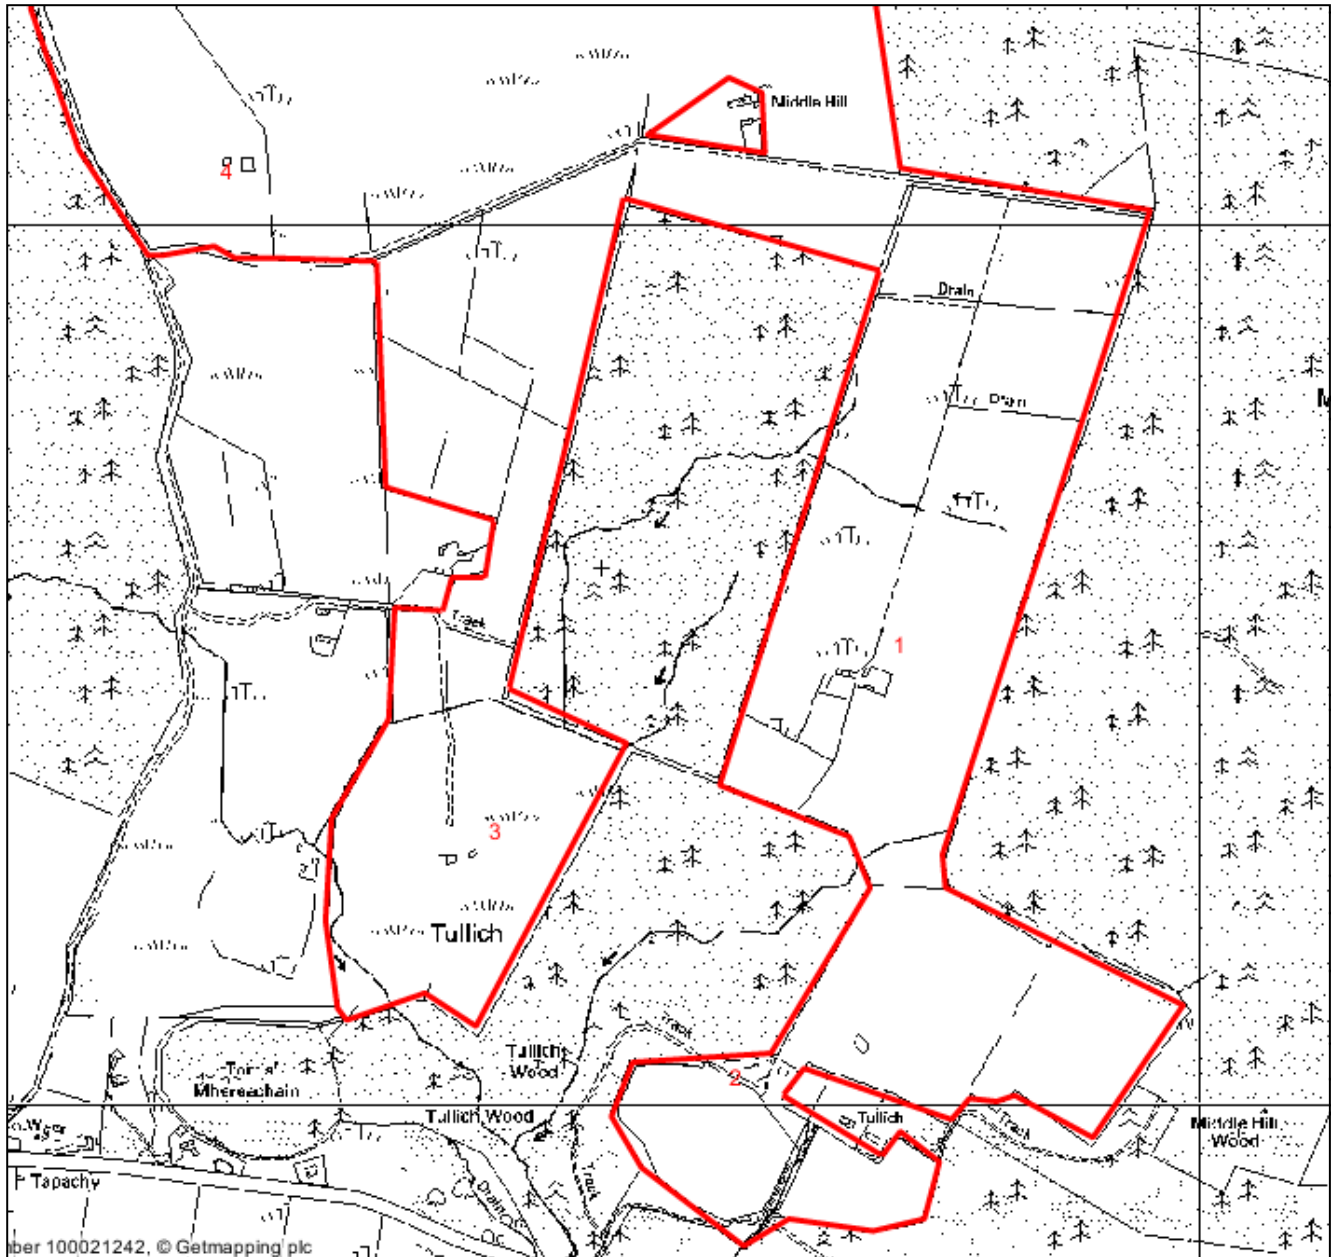 Middle Hill
4
Drain
Drain
1
Track
3
Tullich
Track
Tullich
Wood
2
Mhereachain
Tullich Wood
Tullich
Track
Middle Hill
Wood
Track
Drain
Tapachy
ber 100021242, © Getmapping plc